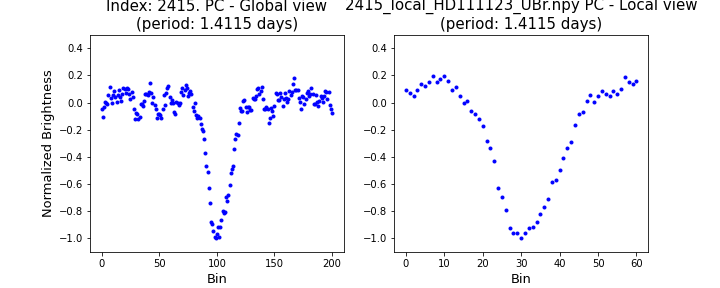 Index: 2415. PC - Global view
(period: 1.4115 days)
2415_local_HD111123_UBr.npy PC - Local view
(period: 1.4115 days)
Normalized Brightness
0.4
0.2
0.0
−0.2
−0.4
−0.6
−0.8
−1.0
0 50 100 150 200
Bin
0.4
0.2
0.0
−0.2
−0.4
−0.6
−0.8
−1.0
0 10 20 30 40 50 60
Bin